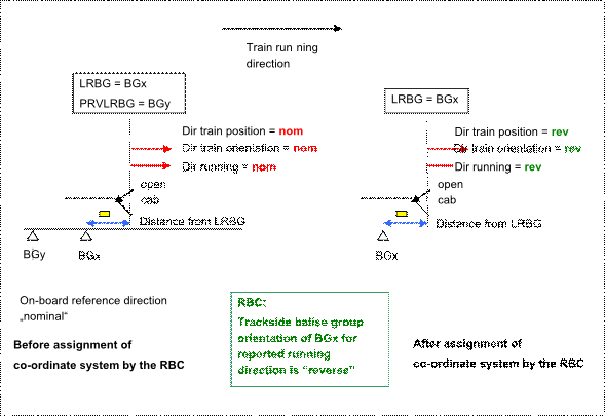 Train run ning
direction
LRBG = BGx
PRVLRBG = BGy
LRBG = BGx
Dir train position = nom
Dir train orientation = nom
Dir running = nom
Dir train position = rev
Dir train orientation = rev
Dir running = rev
open
cab
open
cab
Distance from LRBG
Distance from LRBG
BGy
BGx
BGx
On-board reference direction
„nominal“
Before assignment of
co-ordinate system by the RBC
RBC:
Trackside balise group
orientation of BGx for
reported running
direction is “reverse”
After assignment of
co-ordinate system by the RBC